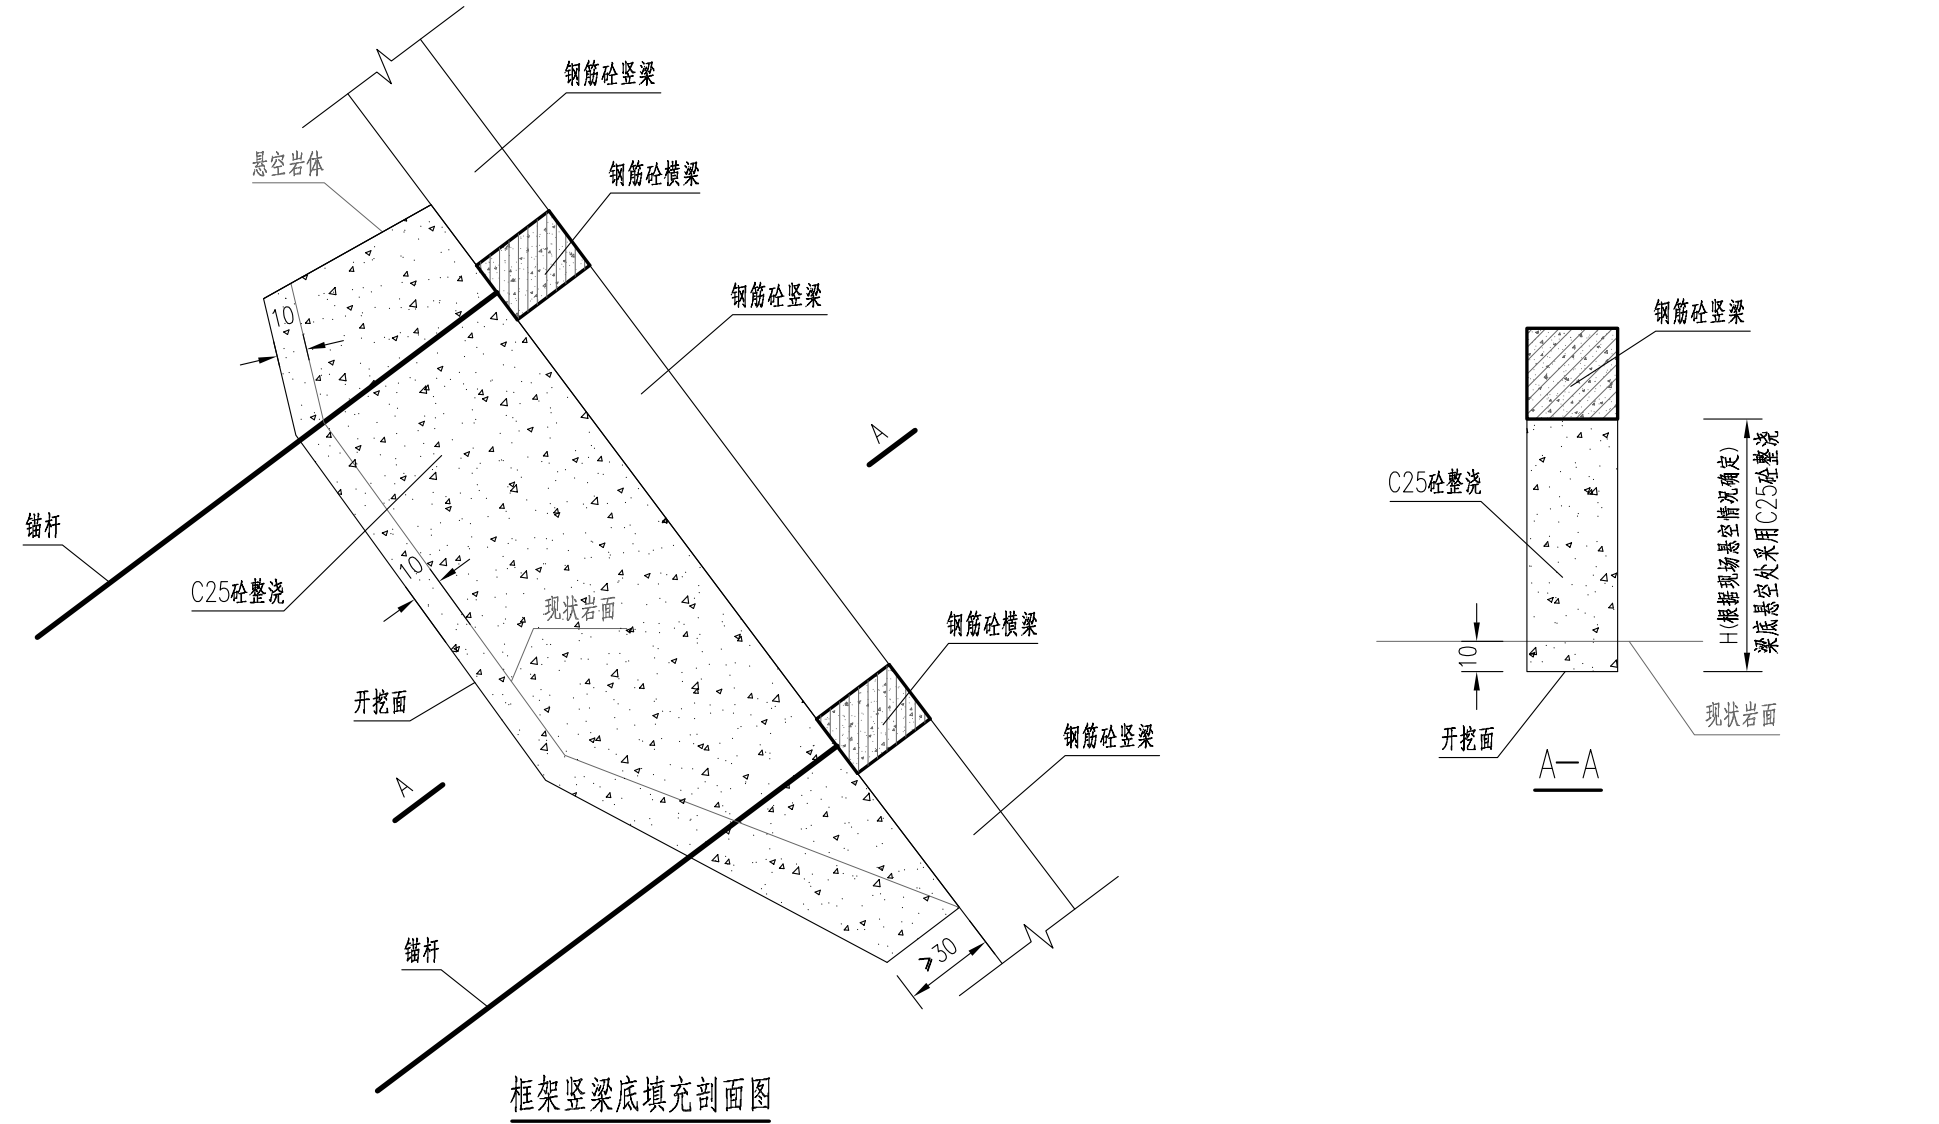 钢筋砼竖梁
悬空岩体
钢筋砼横梁
10
钢筋砼竖梁
A
锚杆
10
C25砼整浇
现状岩面
钢筋砼横梁
开挖面
钢筋砼竖梁
A
锚杆
≥30
框架竖梁底填充剖面图
钢筋砼竖梁
C25砼整浇
H(根据现场悬空情况确定)
梁底悬空处采用C25砼整浇
10
现状岩面
开挖面
A-A